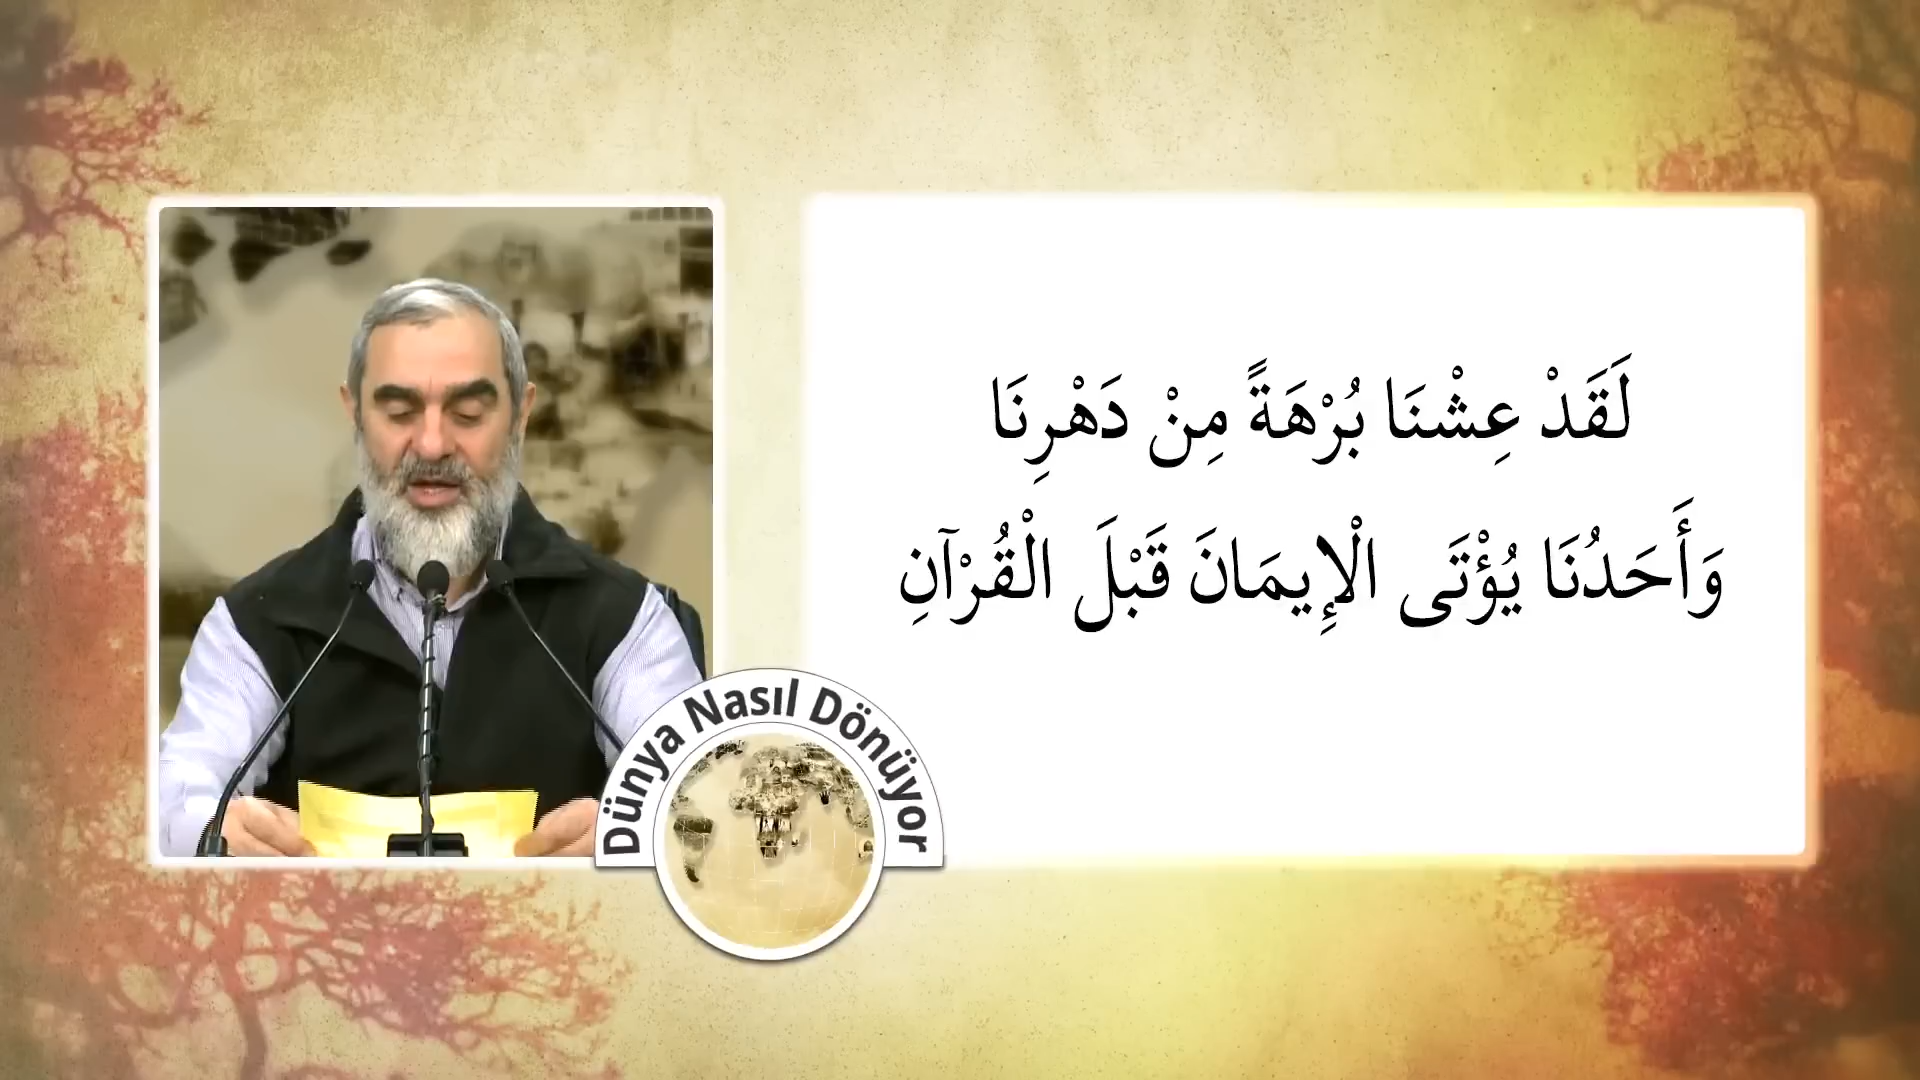 لَقَدْ عِشْنَا بُرْهَةً مِنْ دَهْرِنَا
وَأَحَدُنَا يُؤْتَى الْإِيمَانَ قَبْلَ الْقُرْآنِ
Dünya Nasıl Dönüyor